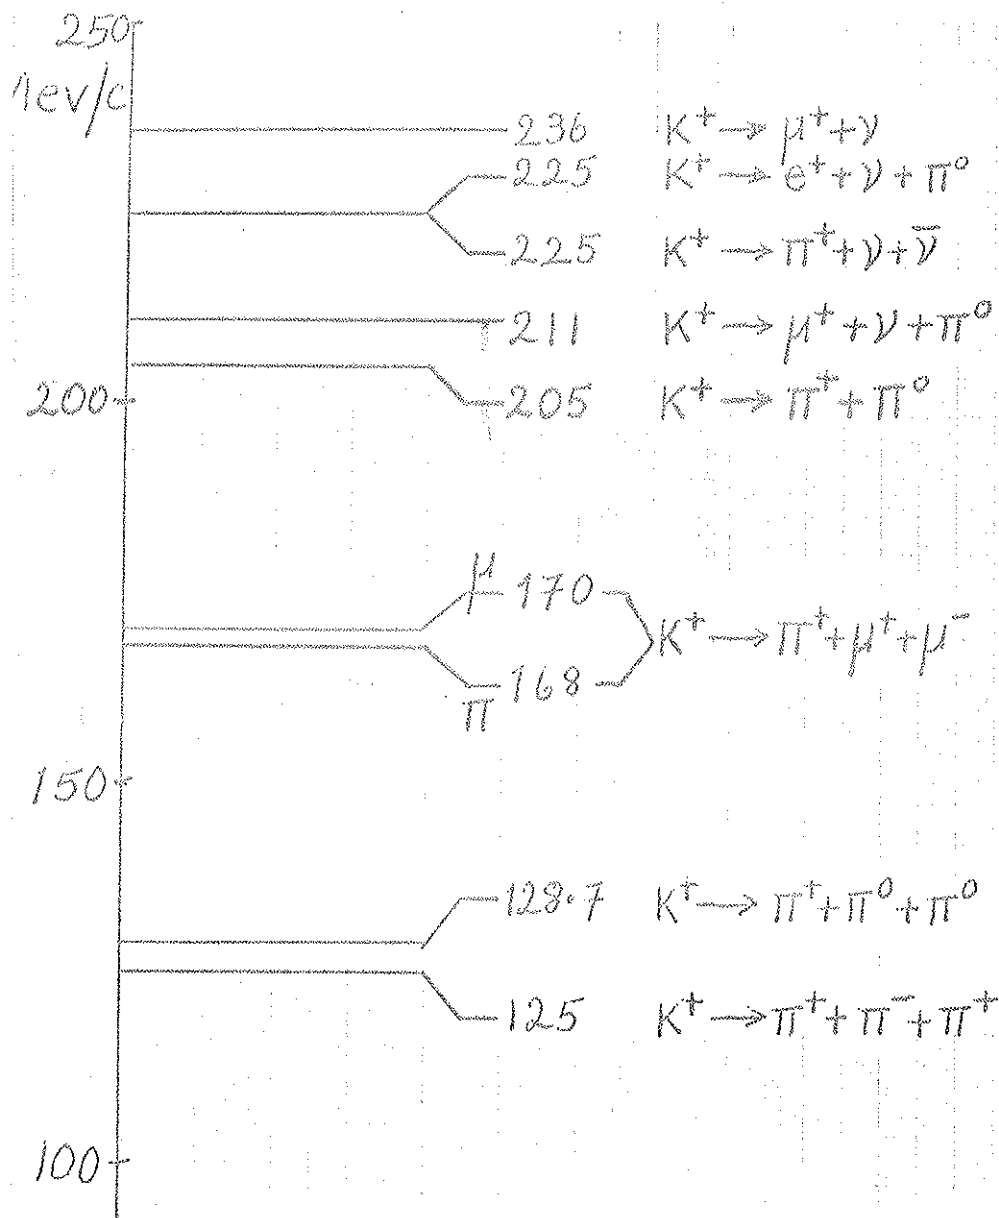 250
Mev/c
236 K⁺ → μ⁺ + ν
225 K⁺ → e⁺ + ν + π⁰
225 K⁺ → π⁺ + ν + ν̄
211 K⁺ → μ⁺ + ν + π⁰
200 205 K⁺ → π⁺ + π⁰
μ 170
K⁺ → π⁺ + μ⁺ + μ⁻
π 168
150
128.7 K⁺ → π⁺ + π⁰ + π⁰
125 K⁺ → π⁺ + π⁻ + π⁺
100